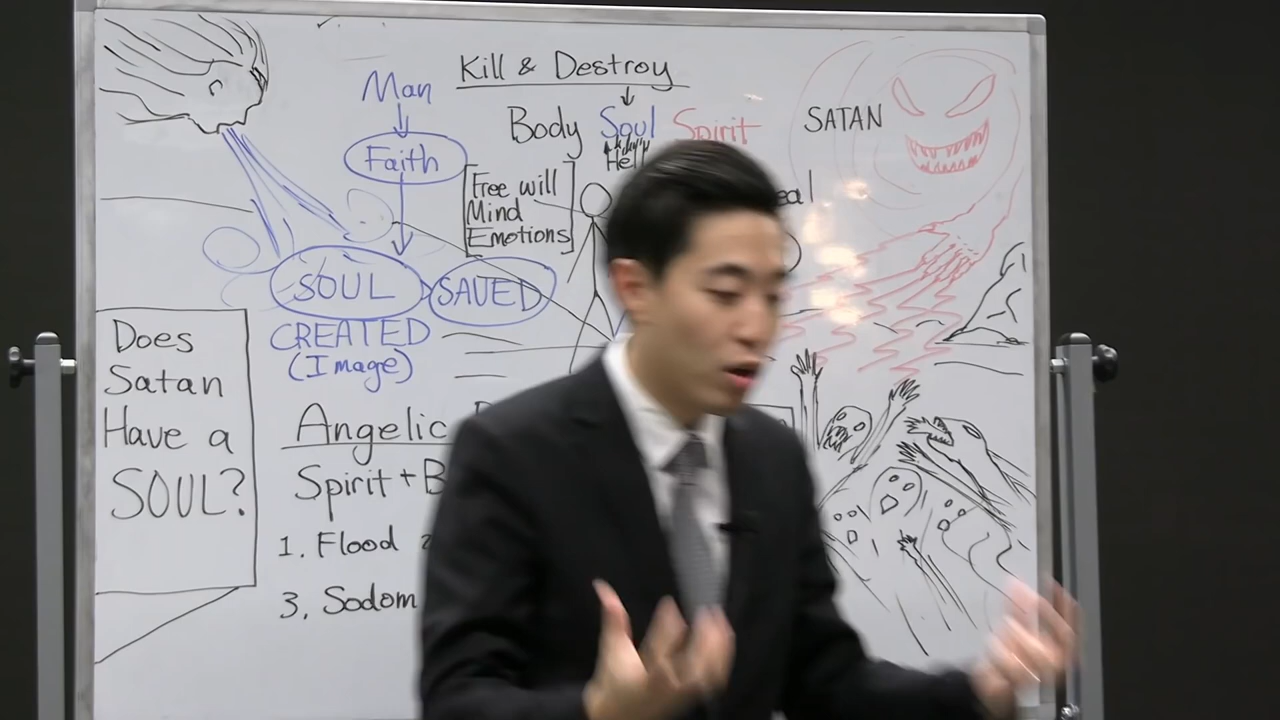 Kill & Destroy
Man
Body Soul Spirit
SATAN
Hell
Faith
Free will
Mind
Emotions
SOUL
SAVED
CREATED
(Image)
Does
Satan
Have a
SOUL?
Angelic
Spirit +
1. Flood
3. Sodom